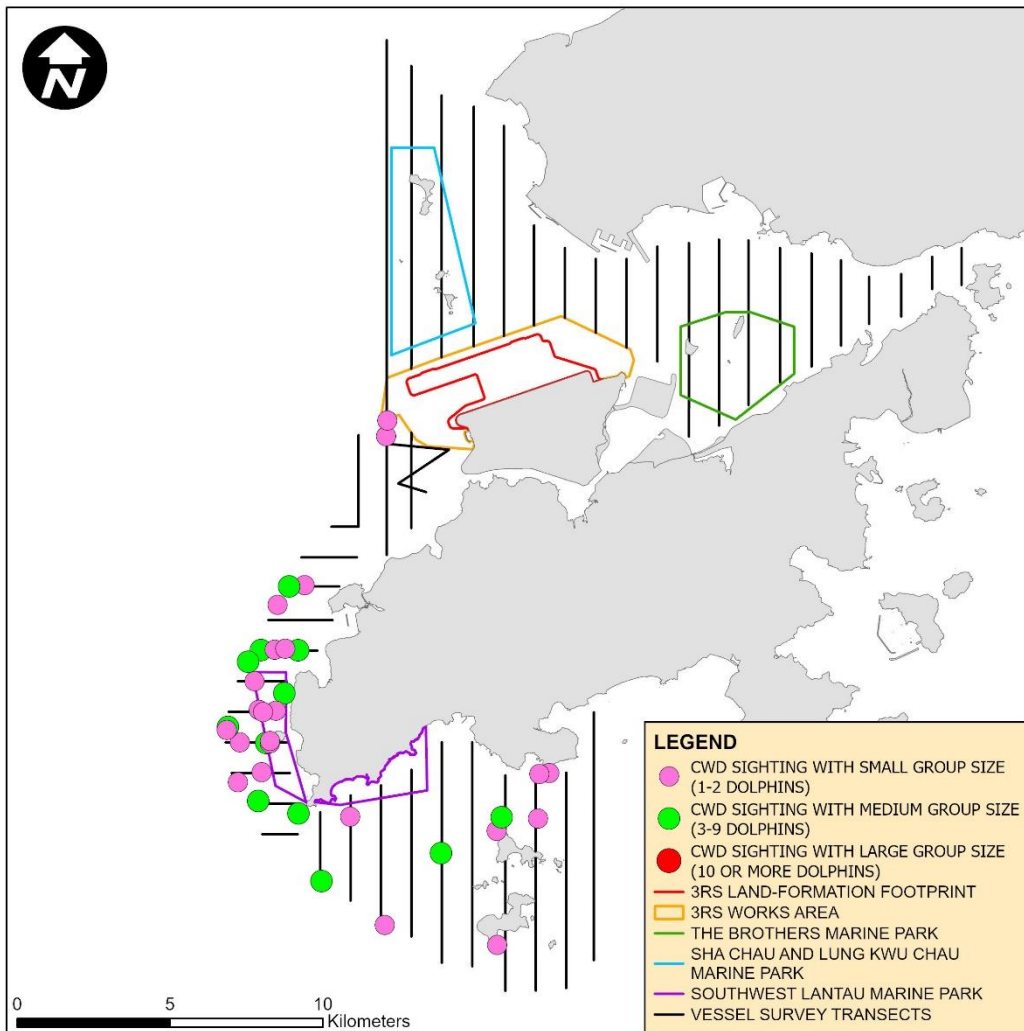 N
LEGEND
CWD SIGHTING WITH SMALL GROUP SIZE
(1-2 DOLPHINS)
CWD SIGHTING WITH MEDIUM GROUP SIZE
(3-9 DOLPHINS)
CWD SIGHTING WITH LARGE GROUP SIZE
(10 OR MORE DOLPHINS)
3RS LAND-FORMATION FOOTPRINT
3RS WORKS AREA
THE BROTHERS MARINE PARK
SHA CHAU AND LUNG KWU CHAU
MARINE PARK
SOUTHWEST LANTAU MARINE PARK
VESSEL SURVEY TRANSECTS
0 5 10
Kilometers